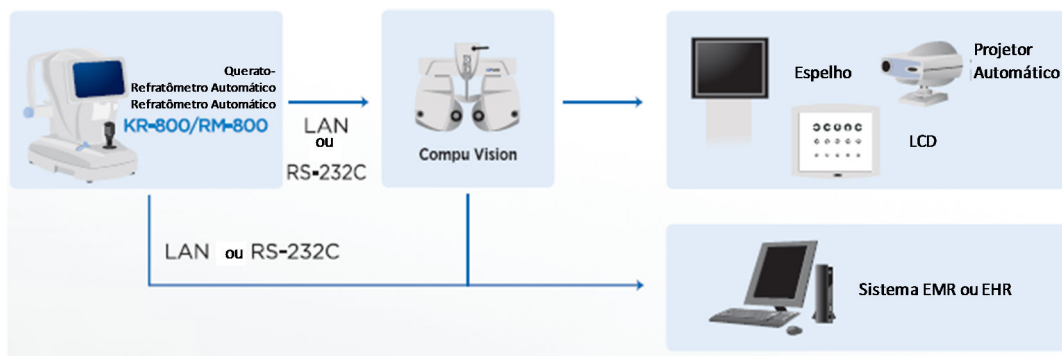 Querato-
Refratômetro Automático
Refratômetro Automático
KR-800/RM-800
LAN
ou
RS-232C
Compu Vision
Espelho
Projetor
Automático
LCD
LAN ou RS-232C
Sistema EMR ou EHR